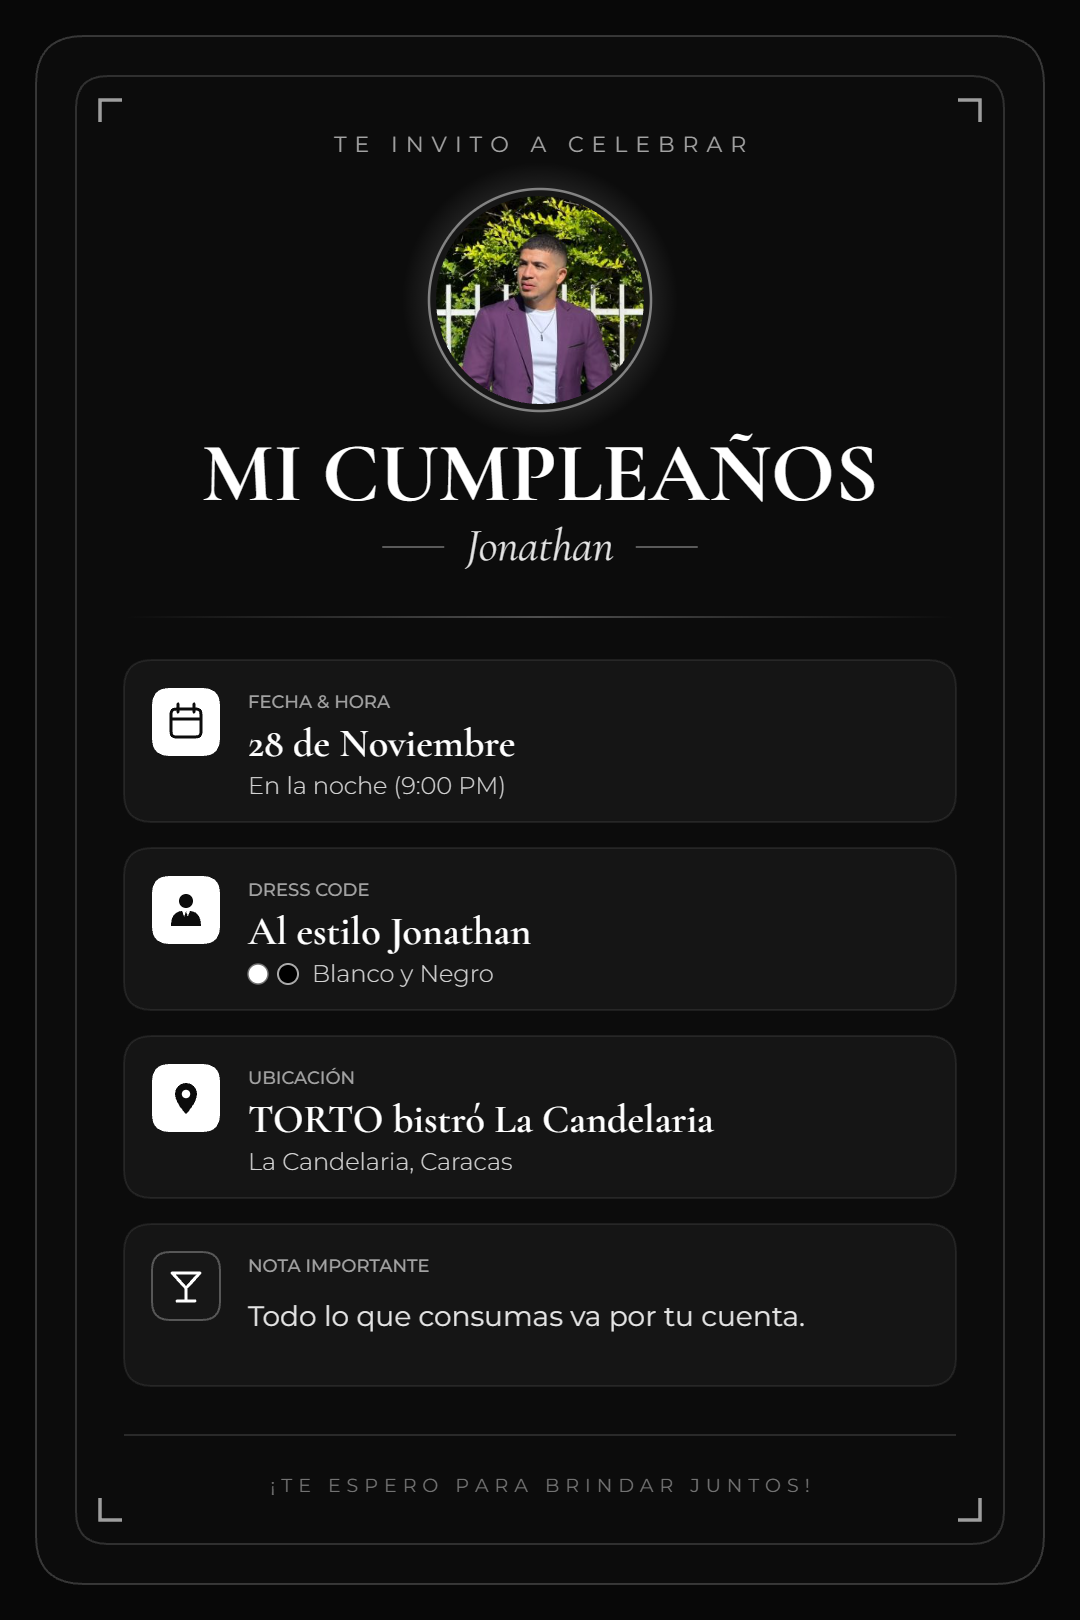 TE INVITO A CELEBRAR
MI CUMPLEAÑOS
Jonathan
FECHA & HORA
28 de Noviembre
En la noche (9:00 PM)
DRESS CODE
Al estilo Jonathan
Blanco y Negro
UBICACIÓN
TORTO bistró La Candelaria
La Candelaria, Caracas
NOTA IMPORTANTE
Todo lo que consumas va por tu cuenta.
¡TE ESPERO PARA BRINDAR JUNTOS!